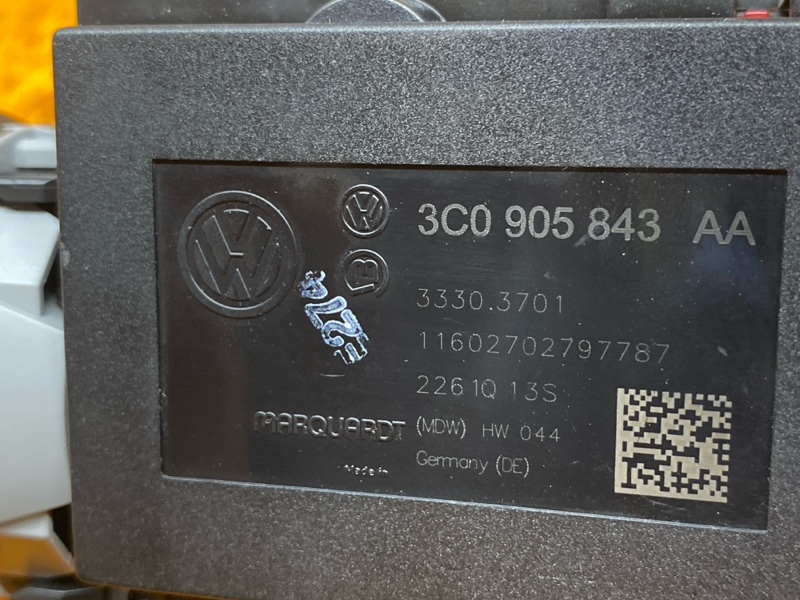 3C0 905 843 AA
3330.3701
11602702797787
2261Q 13S
MARQUARDT (MDW) HW 044
Made in Germany (DE)